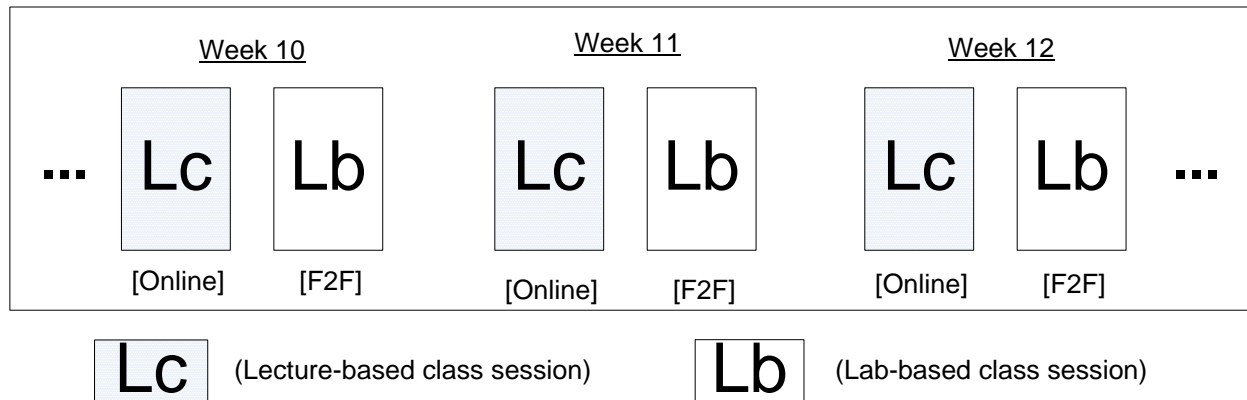 Week 10 Week 11 Week 12
... Lc Lb Lc Lb Lc Lb ...
[Online] [F2F] [Online] [F2F] [Online] [F2F]
Lc (Lecture-based class session) Lb (Lab-based class session)